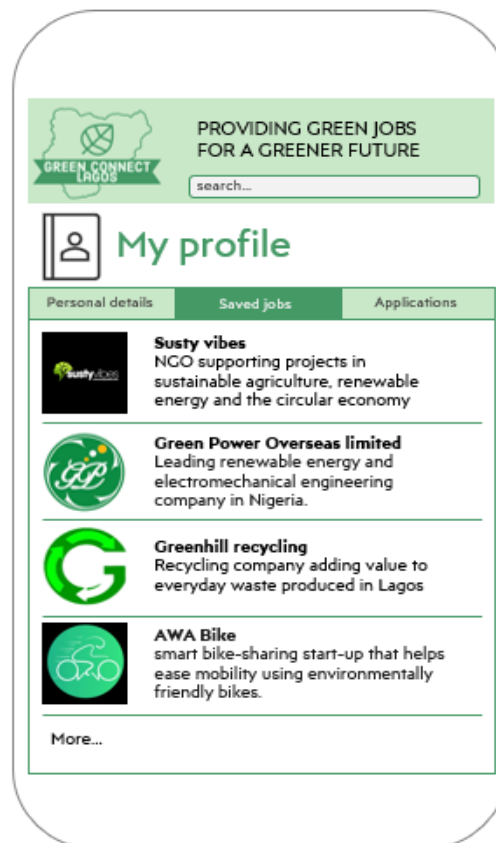 PROVIDING GREEN JOBS
FOR A GREENER FUTURE
GREEN CONNECT
LAGOS
search...
My profile
Personal details
Saved jobs
Applications
sustyvibes
Susty vibes
NGO supporting projects in
sustainable agriculture, renewable
energy and the circular economy
GP
Green Power Overseas limited
Leading renewable energy and
electromechanical engineering
company in Nigeria.
G
Greenhill recycling
Recycling company adding value to
everyday waste produced in Lagos
AWA Bike
smart bike-sharing start-up that helps
ease mobility using environmentally
friendly bikes.
More...